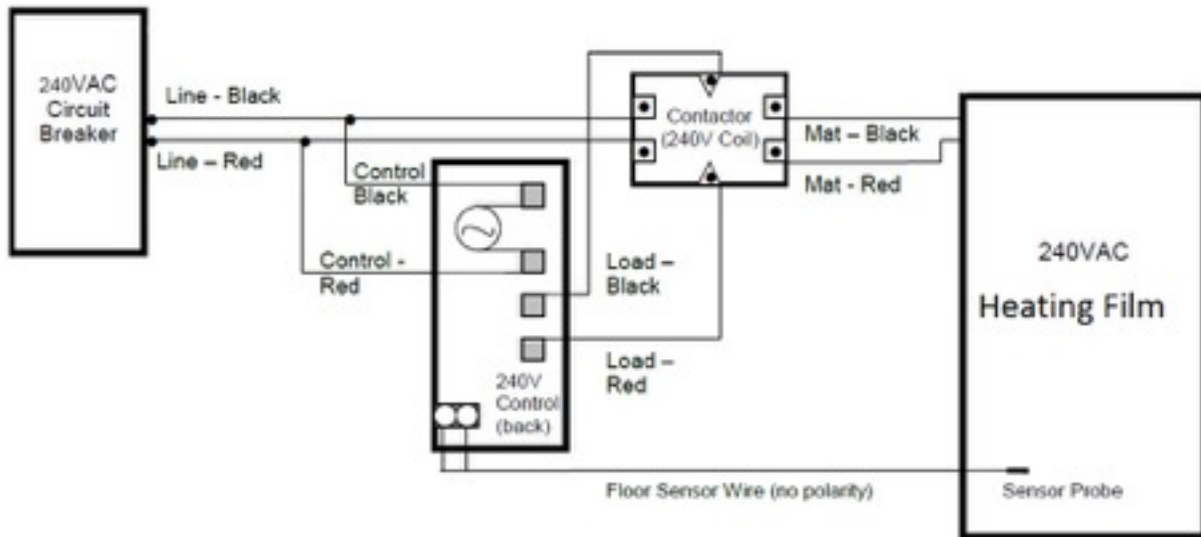 240VAC
Circuit
Breaker
Line - Black
Line – Red
Control
Black
Control -
Red
240V
Control
(back)
Load –
Black
Load –
Red
Contactor
(240V Coil)
Mat – Black
Mat - Red
240VAC
Heating Film
Floor Sensor Wire (no polarity)
Sensor Probe